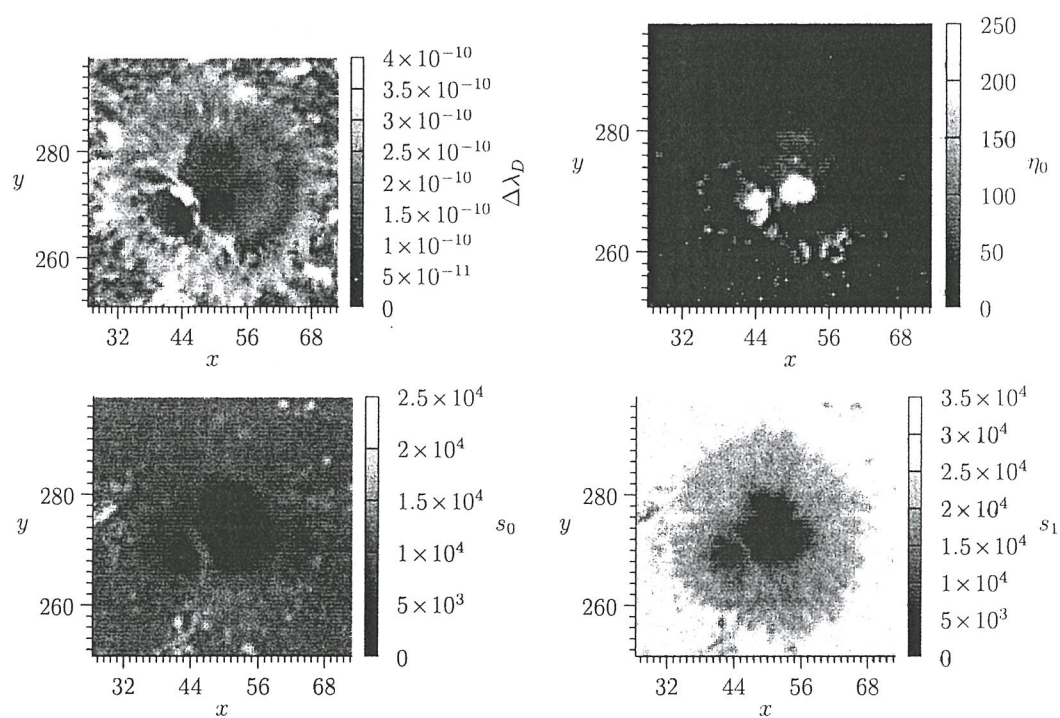 4×10⁻¹⁰
3.5×10⁻¹⁰
3×10⁻¹⁰
2.5×10⁻¹⁰
2×10⁻¹⁰
1.5×10⁻¹⁰
1×10⁻¹⁰
5×10⁻¹¹
0
Δλ_D
280
260
y
32 44 56 68
x
250
200
150
100
50
0
η₀
280
260
y
32 44 56 68
x
2.5×10⁴
2×10⁴
1.5×10⁴
1×10⁴
5×10³
0
s₀
280
260
y
32 44 56 68
x
3.5×10⁴
3×10⁴
2.5×10⁴
2×10⁴
1.5×10⁴
1×10⁴
5×10³
0
s₁
280
260
y
32 44 56 68
x